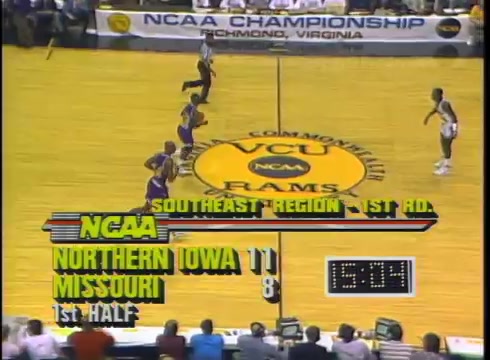 NCAA CHAMPIONSHIP
RICHMOND, VIRGINIA
COMMONWEALTH
VCU
NCAA
RAMS
SOUTHEAST REGION - 1ST RD.
NCAA
NORTHERN IOWA 11
MISSOURI 8
1st HALF
15:04